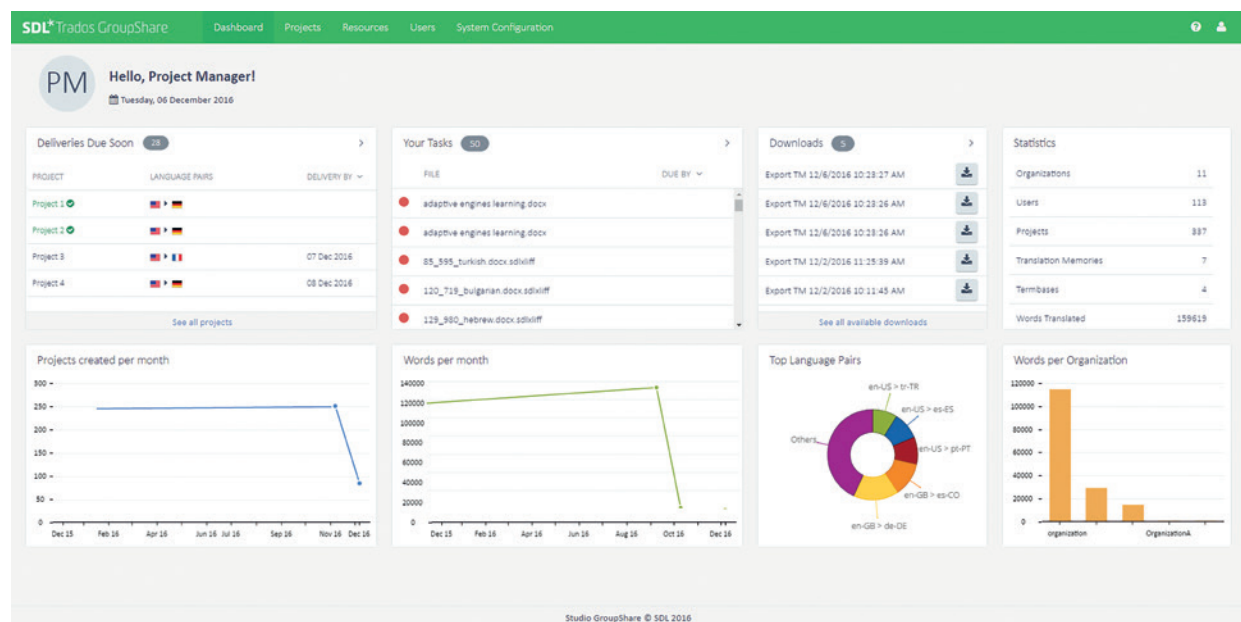 SDL* Trados GroupShare Dashboard Projects Resources Users System Configuration
PM
Hello, Project Manager!
Tuesday, 06 December 2016
Deliveries Due Soon 28
PROJECT LANGUAGE PAIRS DELIVERY BY
Project 1
Project 2
Project 3 07 Dec 2016
Project 4 08 Dec 2016
See all projects
Your Tasks 50
FILE DUE BY
adaptive engines learning.docx
adaptive engines learning.docx
85_595_turkish.docx.sdlxliff
120_719_bulgarian.docx.sdlxliff
129_980_hebrew.docx.sdlxliff
Downloads 5
Export TM 12/6/2016 10:23:27 AM
Export TM 12/6/2016 10:23:26 AM
Export TM 12/6/2016 10:23:26 AM
Export TM 12/2/2016 11:25:39 AM
Export TM 12/2/2016 10:11:45 AM
See all available downloads
Statistics
Organizations 11
Users 113
Projects 337
Translation Memories 7
Termbases 4
Words Translated 159619
Projects created per month
300
250
200
150
100
50
0
Dec 15 Feb 16 Apr 16 Jun 16 Jul 16 Sep 16 Nov 16 Dec 16
Words per month
140000
120000
100000
80000
60000
40000
20000
0
Dec 15 Feb 16 Apr 16 Jun 16 Aug 16 Oct 16 Dec 16
Top Language Pairs
en-US > tr-TR
en-US > es-ES
Others
en-US > pt-PT
en-GB > es-CO
en-GB > de-DE
Words per Organization
120000
100000
80000
60000
40000
20000
0
organization OrganizationA
Studio GroupShare © SDL 2016